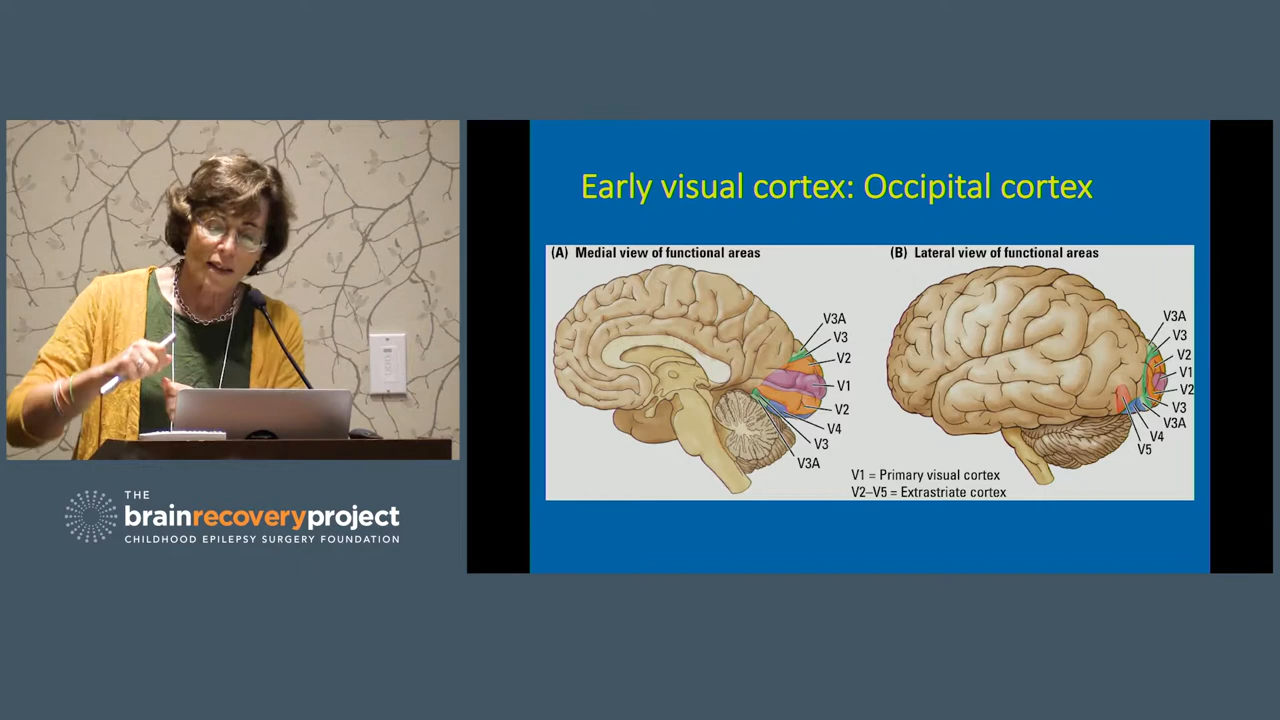 Early visual cortex: Occipital cortex
(A) Medial view of functional areas
V3A
V3
V2
V1
V2
V4
V3
V3A
(B) Lateral view of functional areas
V3A
V3
V2
V1
V2
V3
V3A
V4
V5
V1 = Primary visual cortex
V2–V5 = Extrastriate cortex
THE
brainrecoveryproject
CHILDHOOD EPILEPSY SURGERY FOUNDATION